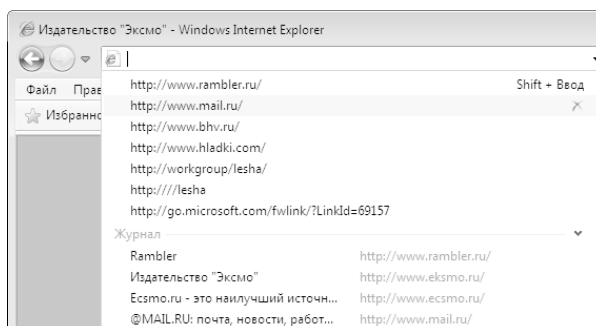 Издательство "Эксмо" - Windows Internet Explorer
http://www.rambler.ru/ Shift + Ввод
Файл Прав
http://www.mail.ru/
Избранно
http://www.bhv.ru/
http://www.hladki.com/
http://workgroup/lesha/
http:////lesha
http://go.microsoft.com/fwlink/?LinkId=69157
Журнал
Rambler http://www.rambler.ru/
Издательство "Эксмо" http://www.eksmo.ru/
Ecsmo.ru - это наилучший источн... http://www.ecsmo.ru/
@MAIL.RU: почта, новости, работ... http://www.mail.ru/